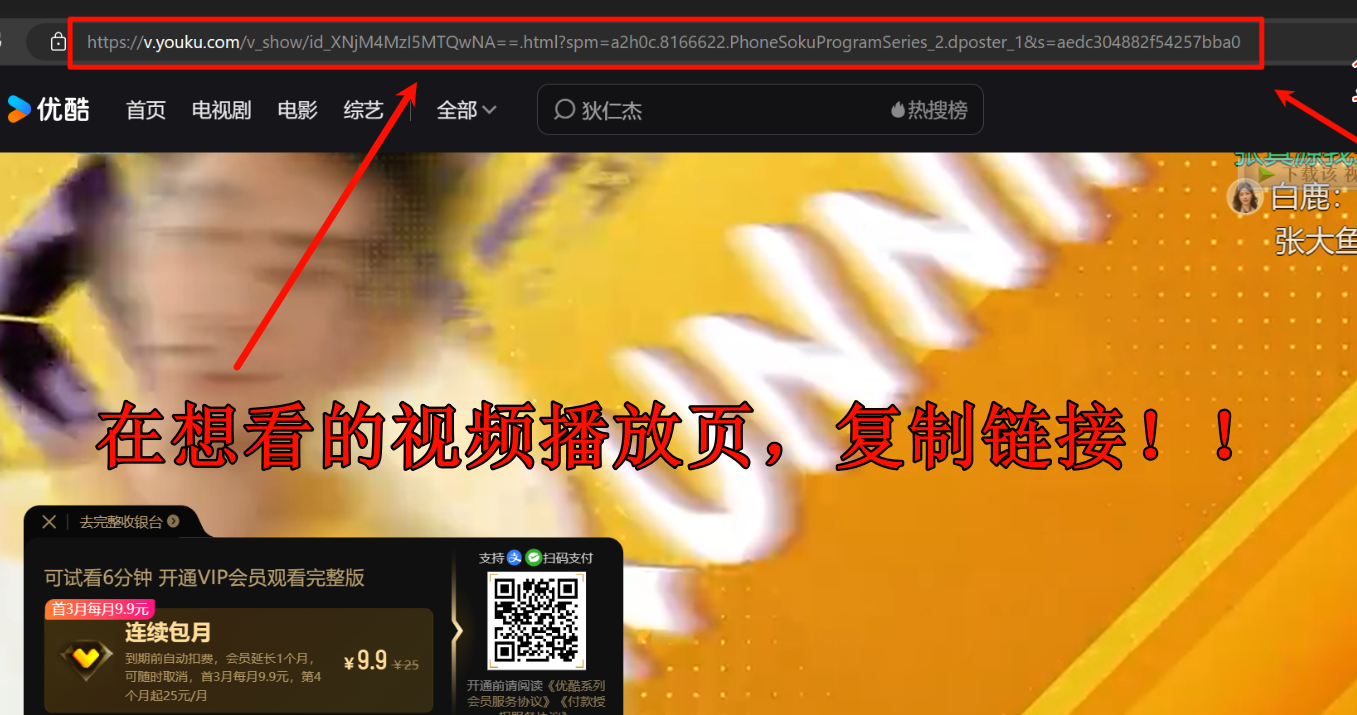 https://v.youku.com/v_show/id_XNjM4MzI5MTQwNA==.html?spm=a2h0c.8166622.PhoneSokuProgramSeries_2.dposter_1&s=aedc304882f54257bba0
优酷 首页 电视剧 电影 综艺 全部 狄仁杰 热搜榜
下载该 视
白鹿：
张大鱼
UNN
在想看的视频播放页，复制链接！！
去完整收银台
支持 扫码支付
可试看6分钟 开通VIP会员观看完整版
首3月每月9.9元
连续包月
到期前自动扣费，会员延长1个月，
可随时取消，首3月每月9.9元，第4
个月起25元/月
¥9.9 ¥25
开通前请阅读《优酷系列
会员服务协议》《付款授